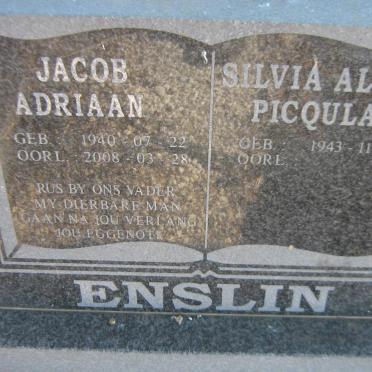 JACOB
ADRIAAN
GEB : 1940-07-22
OORL : 2008-03-28
RUS BY ONS VADER
MY DIERBARE MAN
GAAN NA JOU VERLANG
JOU EGGENOTE
SILVIA AL
PICQULA
GEB : 1943-11
OORL :
ENSLIN